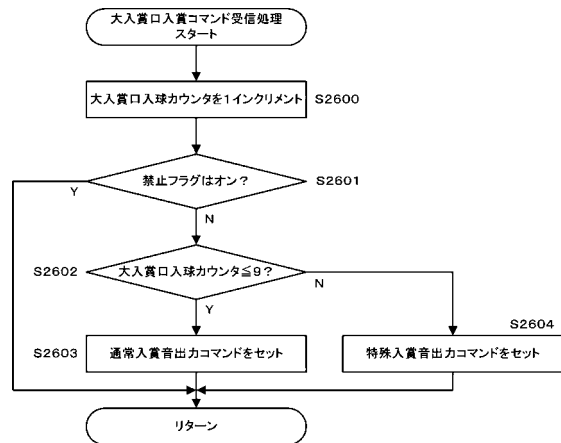 大入賞口入賞コマンド受信処理
スタート
大入賞口入球カウンタを1インクリメント
S2600
禁止フラグはオン?
S2601
Y
N
S2602
大入賞口入球カウンタ≦9?
N
Y
S2604
S2603
通常入賞音出力コマンドをセット
特殊入賞音出力コマンドをセット
リターン